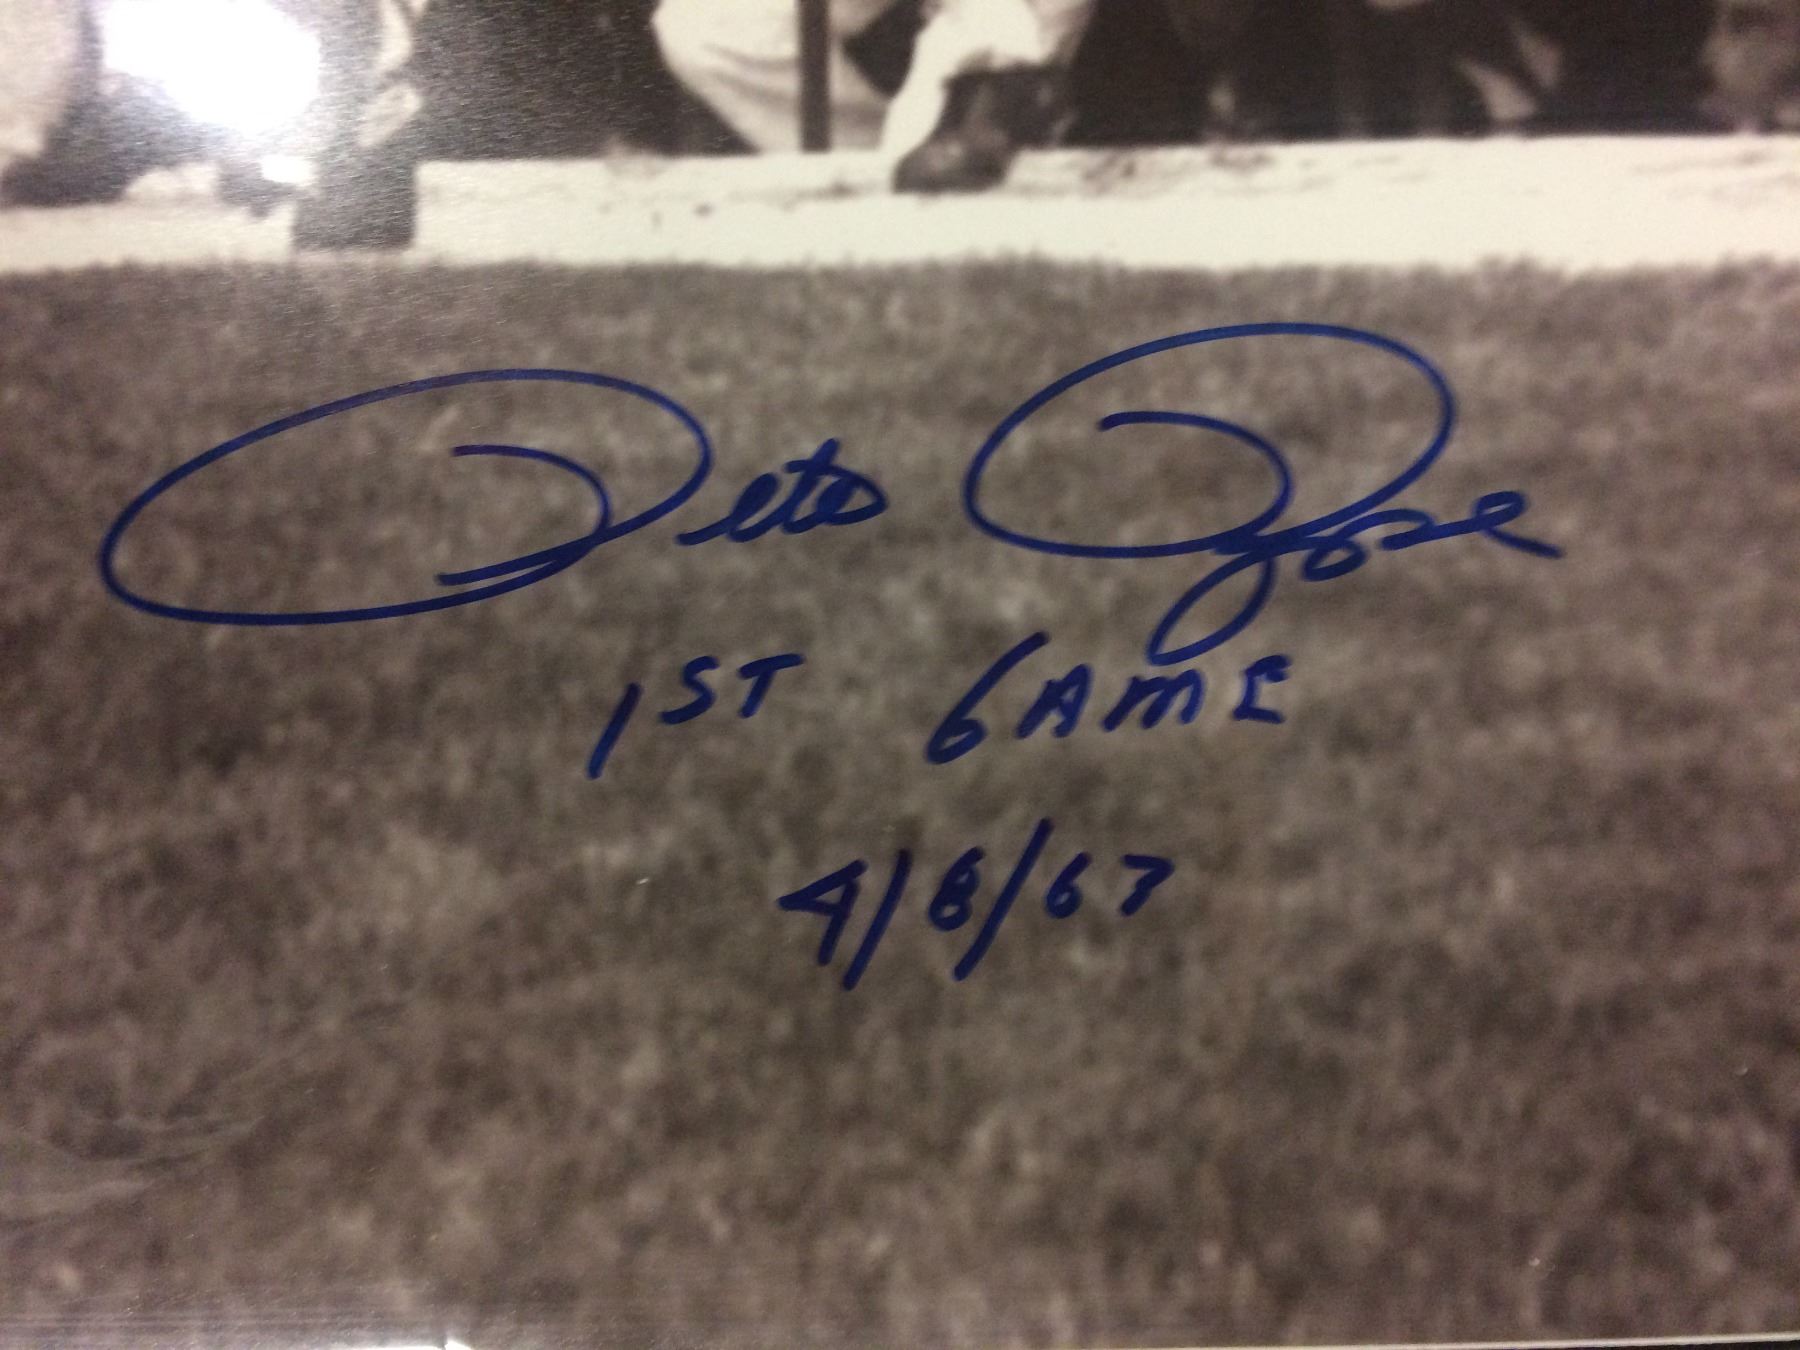 Pete Rose
1ST GAME
4/8/63